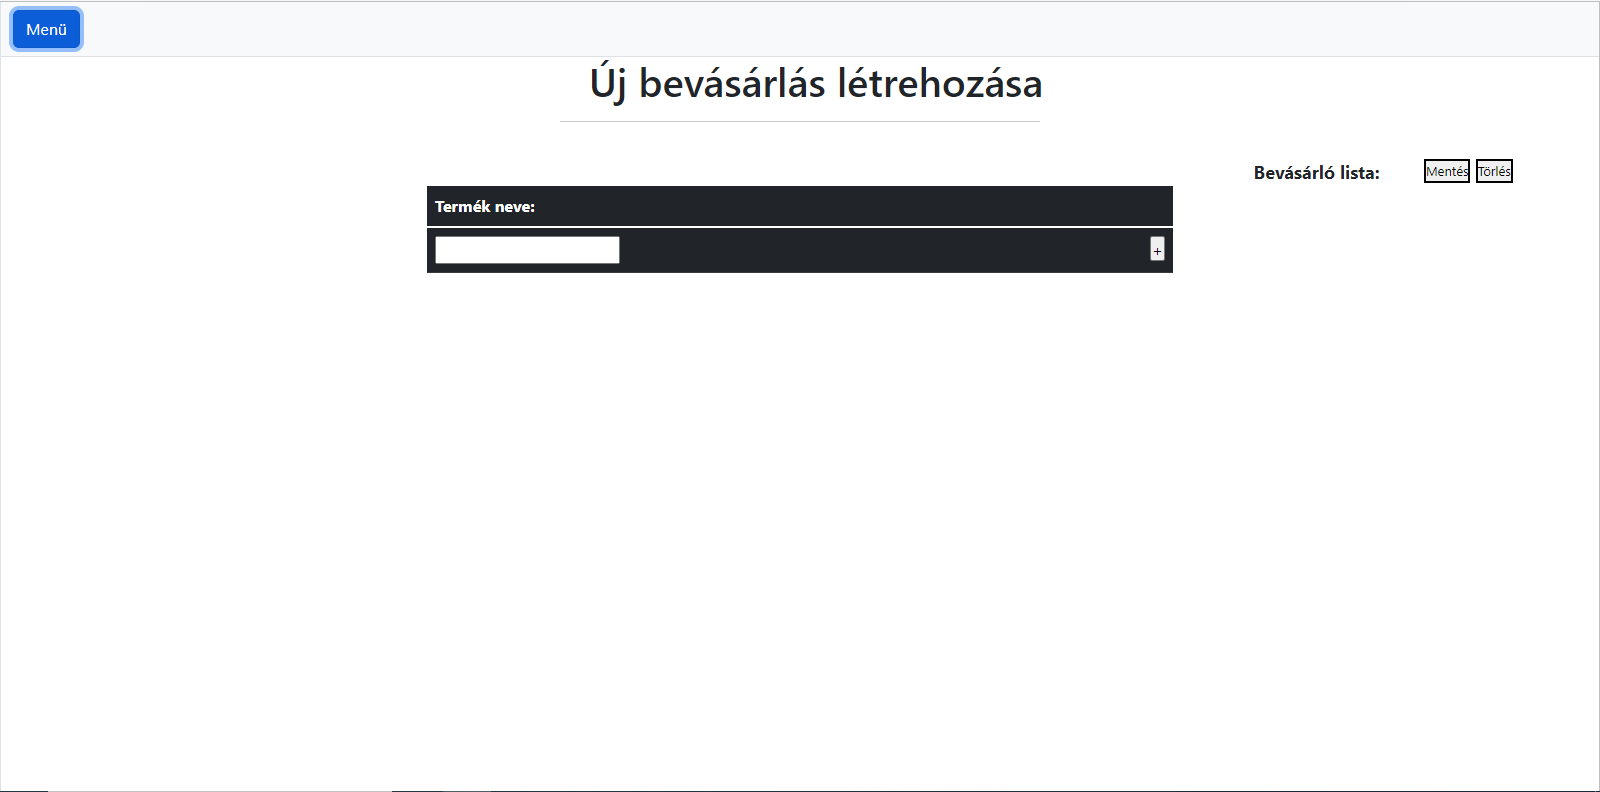 Menü
Új bevásárlás létrehozása
Bevásárló lista:
Mentés
Törlés
Termék neve:
+